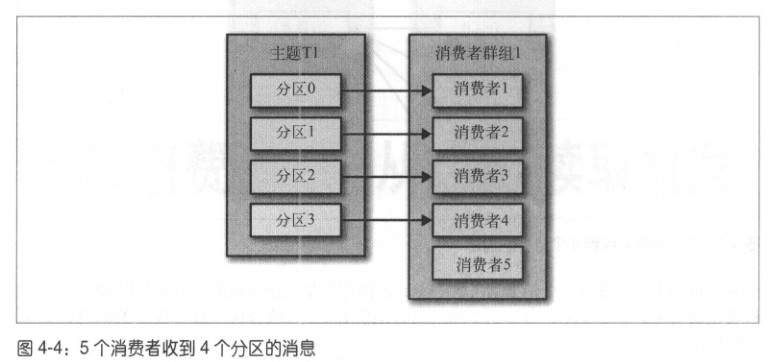 主题T1
消费者群组1
分区0
消费者1
分区1
消费者2
分区2
消费者3
分区3
消费者4
消费者5
图 4-4：5 个消费者收到 4 个分区的消息